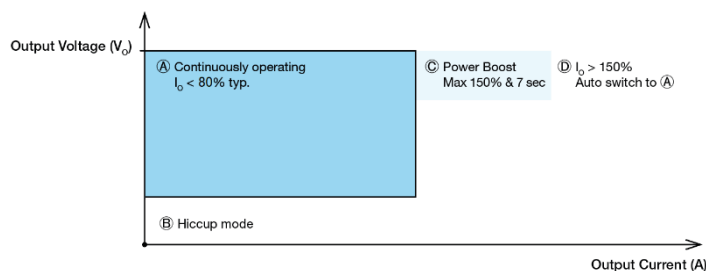 Output Voltage (Vo)
Ⓐ Continuously operating
Io < 80% typ.
Ⓒ Power Boost
Max 150% & 7 sec
Ⓓ Io > 150%
Auto switch to Ⓐ
Ⓑ Hiccup mode
Output Current (A)